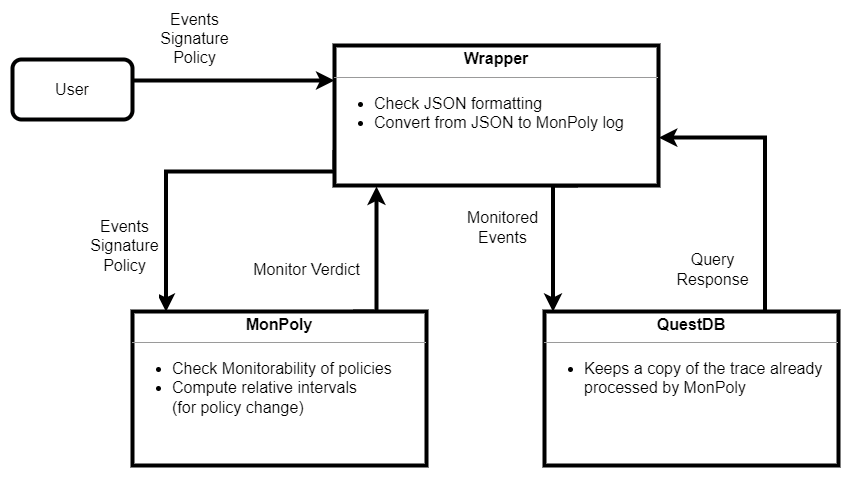 Events
Signature
Policy
User
Wrapper
• Check JSON formatting
• Convert from JSON to MonPoly log
Events
Signature
Policy
Monitor Verdict
Monitored
Events
Query
Response
MonPoly
• Check Monitorability of policies
• Compute relative intervals
(for policy change)
QuestDB
• Keeps a copy of the trace already
processed by MonPoly